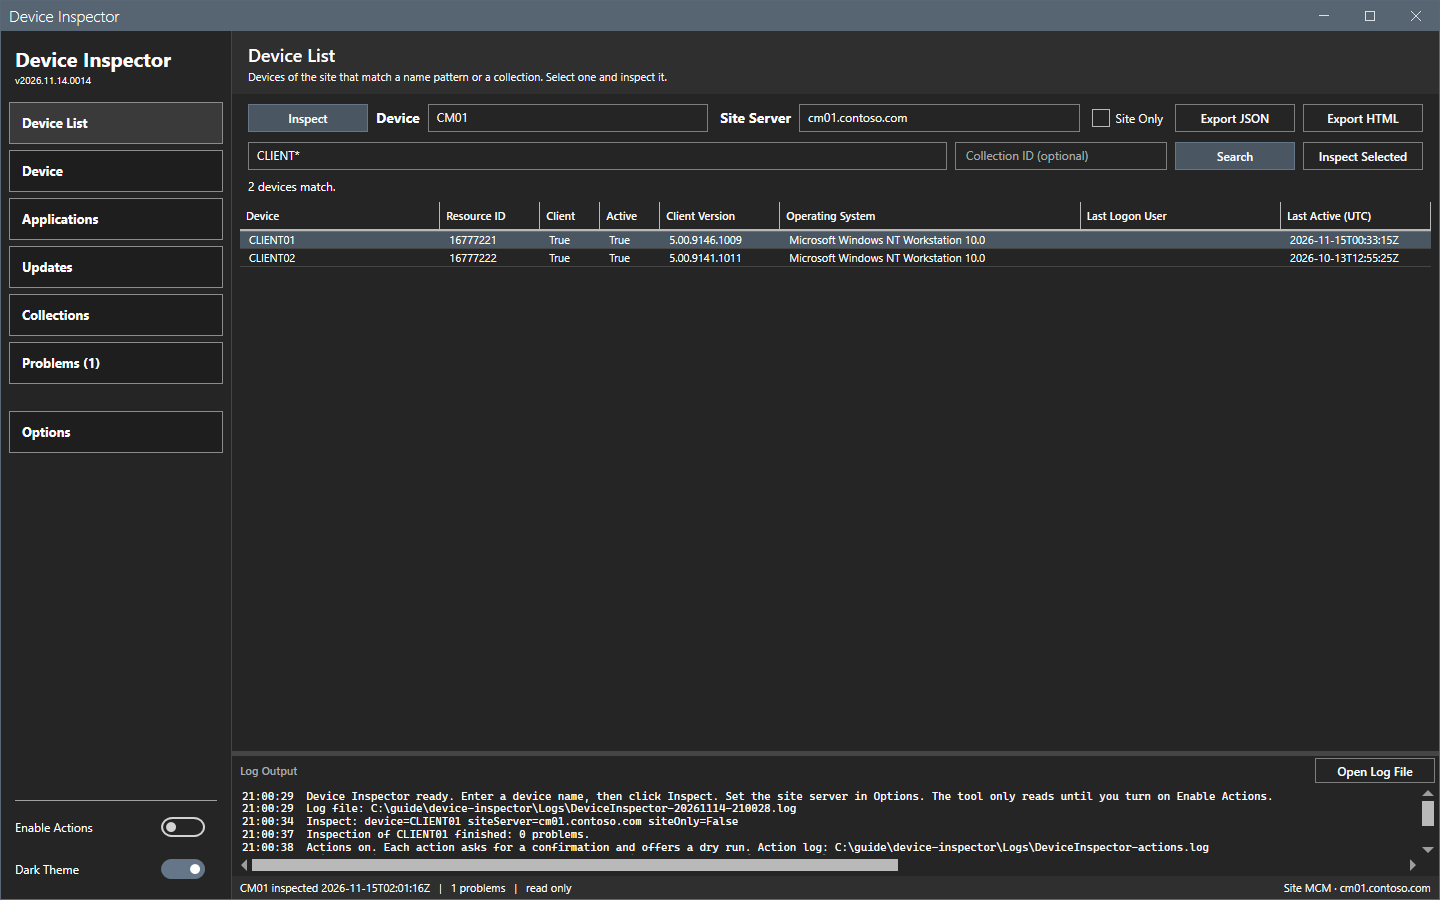 Device Inspector
Device Inspector
v2026.11.14.0014
Device List
Device
Applications
Updates
Collections
Problems (1)
Options
Enable Actions
Dark Theme
Device List
Devices of the site that match a name pattern or a collection. Select one and inspect it.
Inspect Device CM01 Site Server cm01.contoso.com Site Only Export JSON Export HTML
CLIENT* Collection ID (optional) Search Inspect Selected
2 devices match.
Device Resource ID Client Active Client Version Operating System Last Logon User Last Active (UTC)
CLIENT01 16777221 True True 5.00.9146.1009 Microsoft Windows NT Workstation 10.0 2026-11-15T00:33:15Z
CLIENT02 16777222 True True 5.00.9141.1011 Microsoft Windows NT Workstation 10.0 2026-10-13T12:55:25Z
Log Output Open Log File
21:00:29 Device Inspector ready. Enter a device name, then click Inspect. Set the site server in Options. The tool only reads until you turn on Enable Actions.
21:00:29 Log file: C:\guide\device-inspector\Logs\DeviceInspector-20261114-210028.log
21:00:34 Inspect: device=CLIENT01 siteServer=cm01.contoso.com siteOnly=False
21:00:37 Inspection of CLIENT01 finished: 0 problems.
21:00:38 Actions on. Each action asks for a confirmation and offers a dry run. Action log: C:\guide\device-inspector\Logs\DeviceInspector-actions.log
CM01 inspected 2026-11-15T02:01:16Z | 1 problems | read only Site MCM · cm01.contoso.com